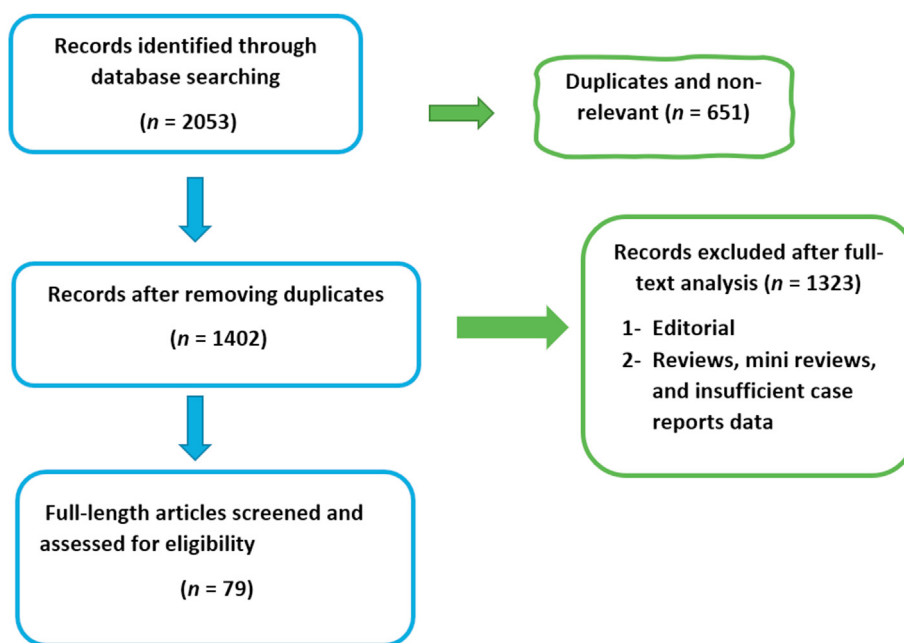 Records identified through
database searching
(n = 2053)
Duplicates and non-
relevant (n = 651)
Records after removing duplicates
(n = 1402)
Records excluded after full-
text analysis (n = 1323)
1- Editorial
2- Reviews, mini reviews,
and insufficient case
reports data
Full-length articles screened and
assessed for eligibility
(n = 79)